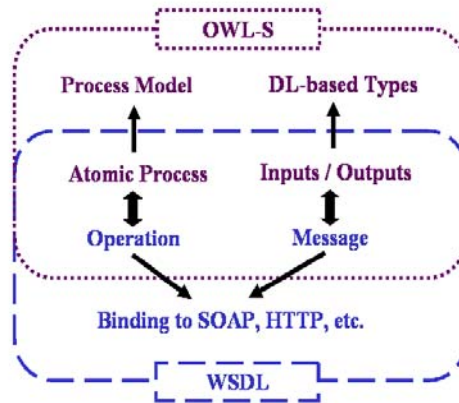 OWL-S
Process Model DL-based Types
Atomic Process Inputs / Outputs
Operation Message
Binding to SOAP, HTTP, etc.
WSDL